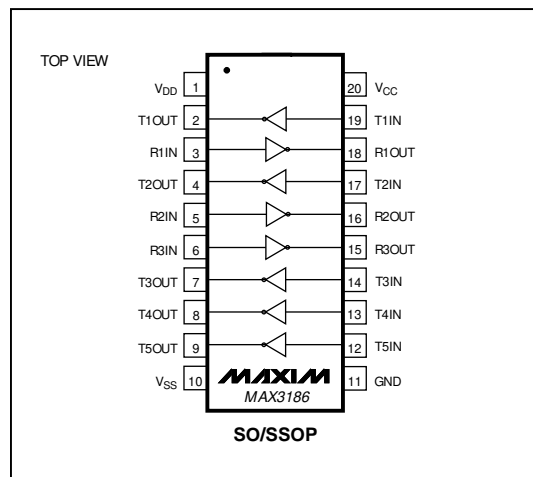 TOP VIEW
VDD 1 20 VCC
T1OUT 2 19 T1IN
R1IN 3 18 R1OUT
T2OUT 4 17 T2IN
R2IN 5 16 R2OUT
R3IN 6 15 R3OUT
T3OUT 7 14 T3IN
T4OUT 8 13 T4IN
T5OUT 9 12 T5IN
VSS 10 MAXIM 11 GND
MAX3186
SO/SSOP